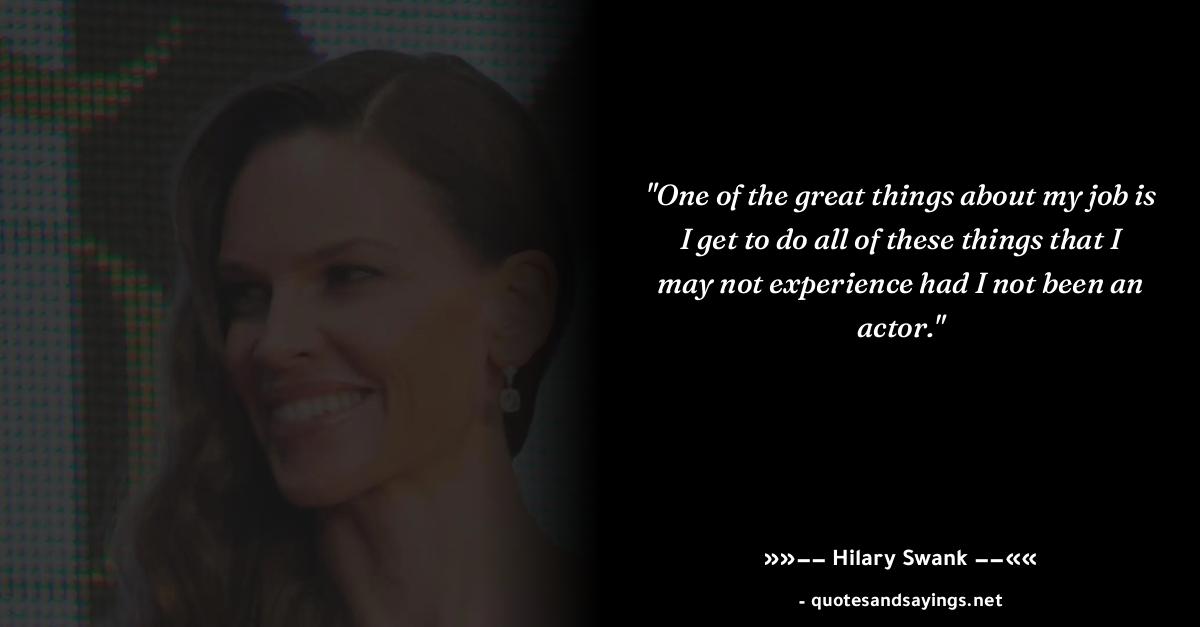 "One of the great things about my job is
I get to do all of these things that I
may not experience had I not been an
actor."
»»–– Hilary Swank ––««
- quotesandsayings.net